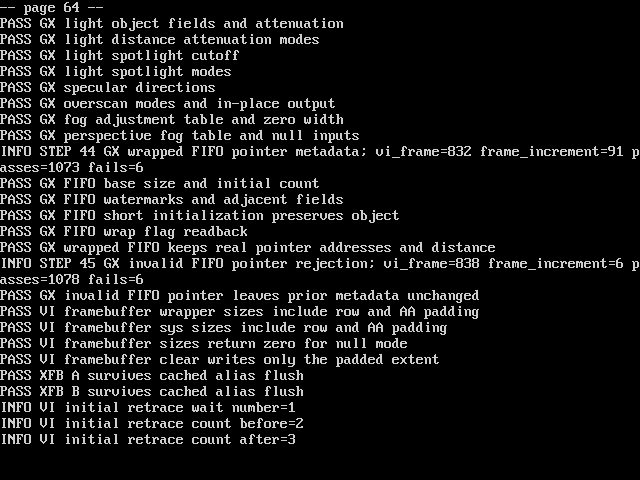 -- page 64 --
PASS GX light object fields and attenuation
PASS GX light distance attenuation modes
PASS GX light spotlight cutoff
PASS GX light spotlight modes
PASS GX specular directions
PASS GX overscan modes and in-place output
PASS GX fog adjustment table and zero width
PASS GX perspective fog table and null inputs
INFO STEP 44 GX wrapped FIFO pointer metadata; vi_frame=832 frame_increment=91 p
asses=1073 fails=6
PASS GX FIFO base size and initial count
PASS GX FIFO watermarks and adjacent fields
PASS GX FIFO short initialization preserves object
PASS GX FIFO wrap flag readback
PASS GX wrapped FIFO keeps real pointer addresses and distance
INFO STEP 45 GX invalid FIFO pointer rejection; vi_frame=838 frame_increment=6 p
asses=1078 fails=6
PASS GX invalid FIFO pointer leaves prior metadata unchanged
PASS VI framebuffer wrapper sizes include row and AA padding
PASS VI framebuffer sys sizes include row and AA padding
PASS VI framebuffer sizes return zero for null mode
PASS VI framebuffer clear writes only the padded extent
PASS XFB A survives cached alias flush
PASS XFB B survives cached alias flush
INFO VI initial retrace wait number=1
INFO VI initial retrace count before=2
INFO VI initial retrace count after=3